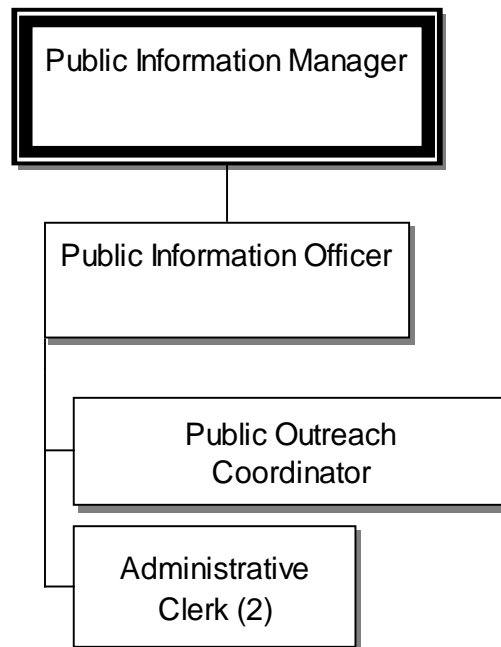 Public Information Manager
Public Information Officer
Public Outreach
Coordinator
Administrative
Clerk (2)